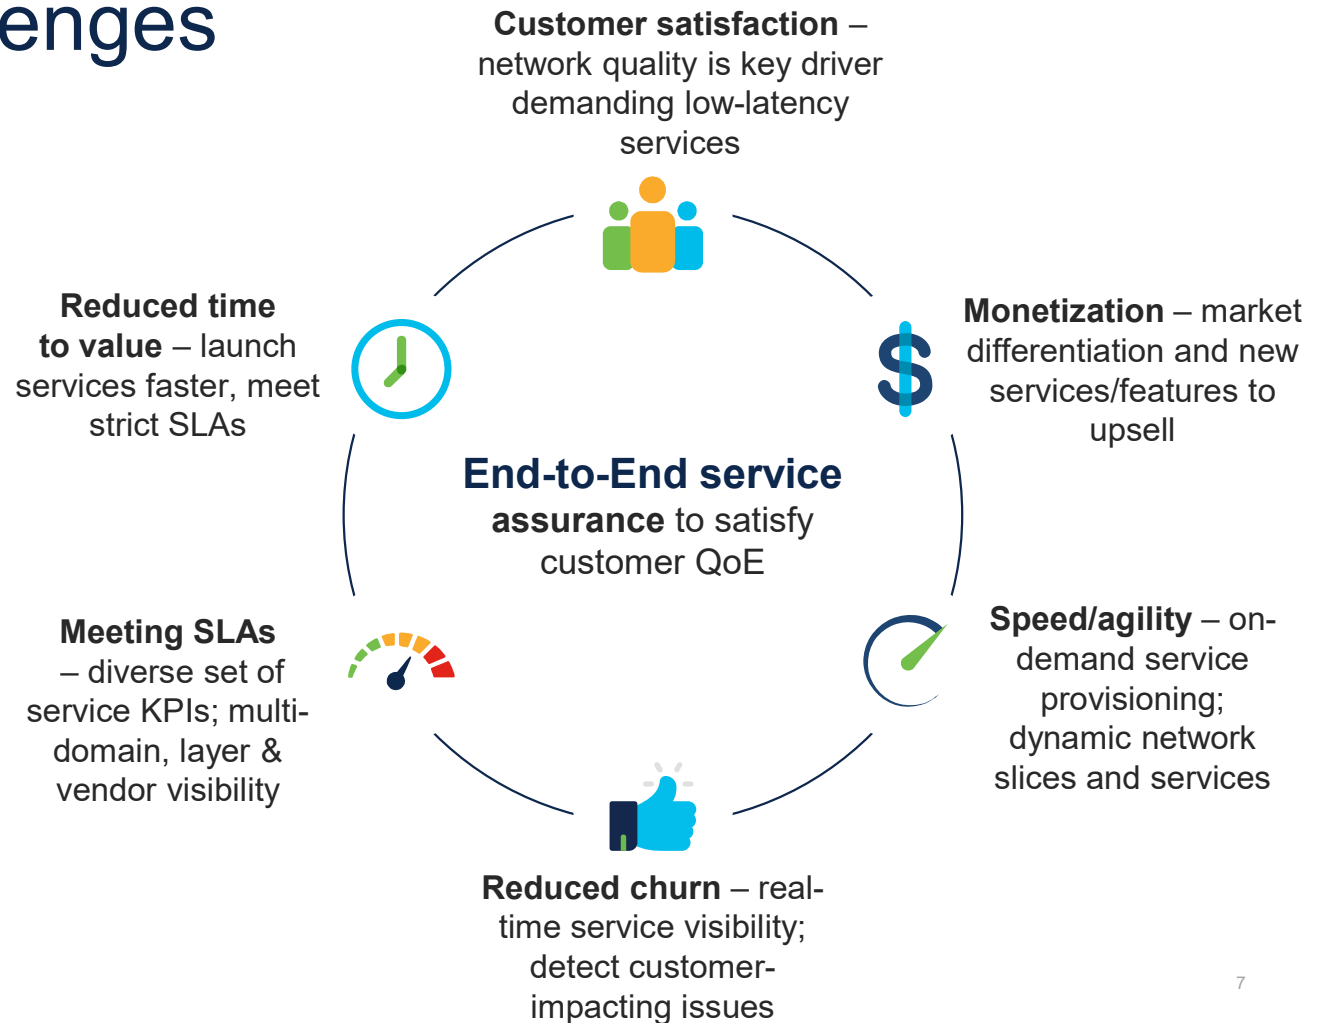 enges
Customer satisfaction –
network quality is key driver
demanding low-latency
services
Monetization – market
differentiation and new
services/features to
upsell
Speed/agility – on-
demand service
provisioning;
dynamic network
slices and services
Reduced churn – real-
time service visibility;
detect customer-
impacting issues
Meeting SLAs
– diverse set of
service KPIs; multi-
domain, layer &
vendor visibility
Reduced time
to value – launch
services faster, meet
strict SLAs
End-to-End service
assurance to satisfy
customer QoE
7